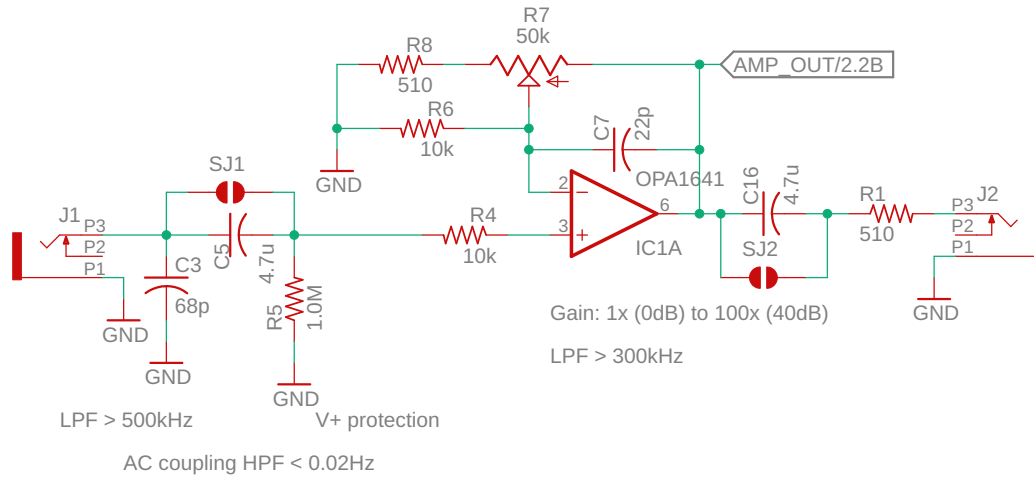 R7
50k
R8
510
AMP_OUT/2.2B
R6
10k
C7
22p
GND
SJ1
OPA1641
2
3
6
C16
4.7u
R1
510
J2
P3
P2
P1
J1
P3
P2
P1
C5
4.7u
R4
10k
IC1A
SJ2
C3
68p
R5
1.0M
GND
GND
GND
GND
Gain: 1x (0dB) to 100x (40dB)
LPF > 300kHz
LPF > 500kHz
V+ protection
AC coupling HPF < 0.02Hz